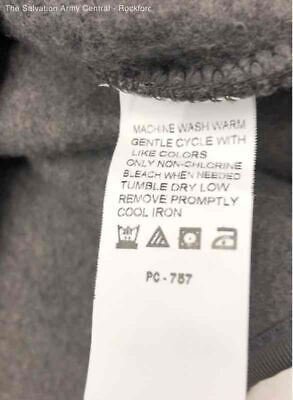 The Salvation Army Central - Rockford
MACHINE WASH WARM
GENTLE CYCLE WITH
LIKE COLORS
ONLY NON-CHLORINE
BLEACH WHEN NEEDED
TUMBLE DRY LOW
REMOVE PROMPTLY
COOL IRON
PC-757